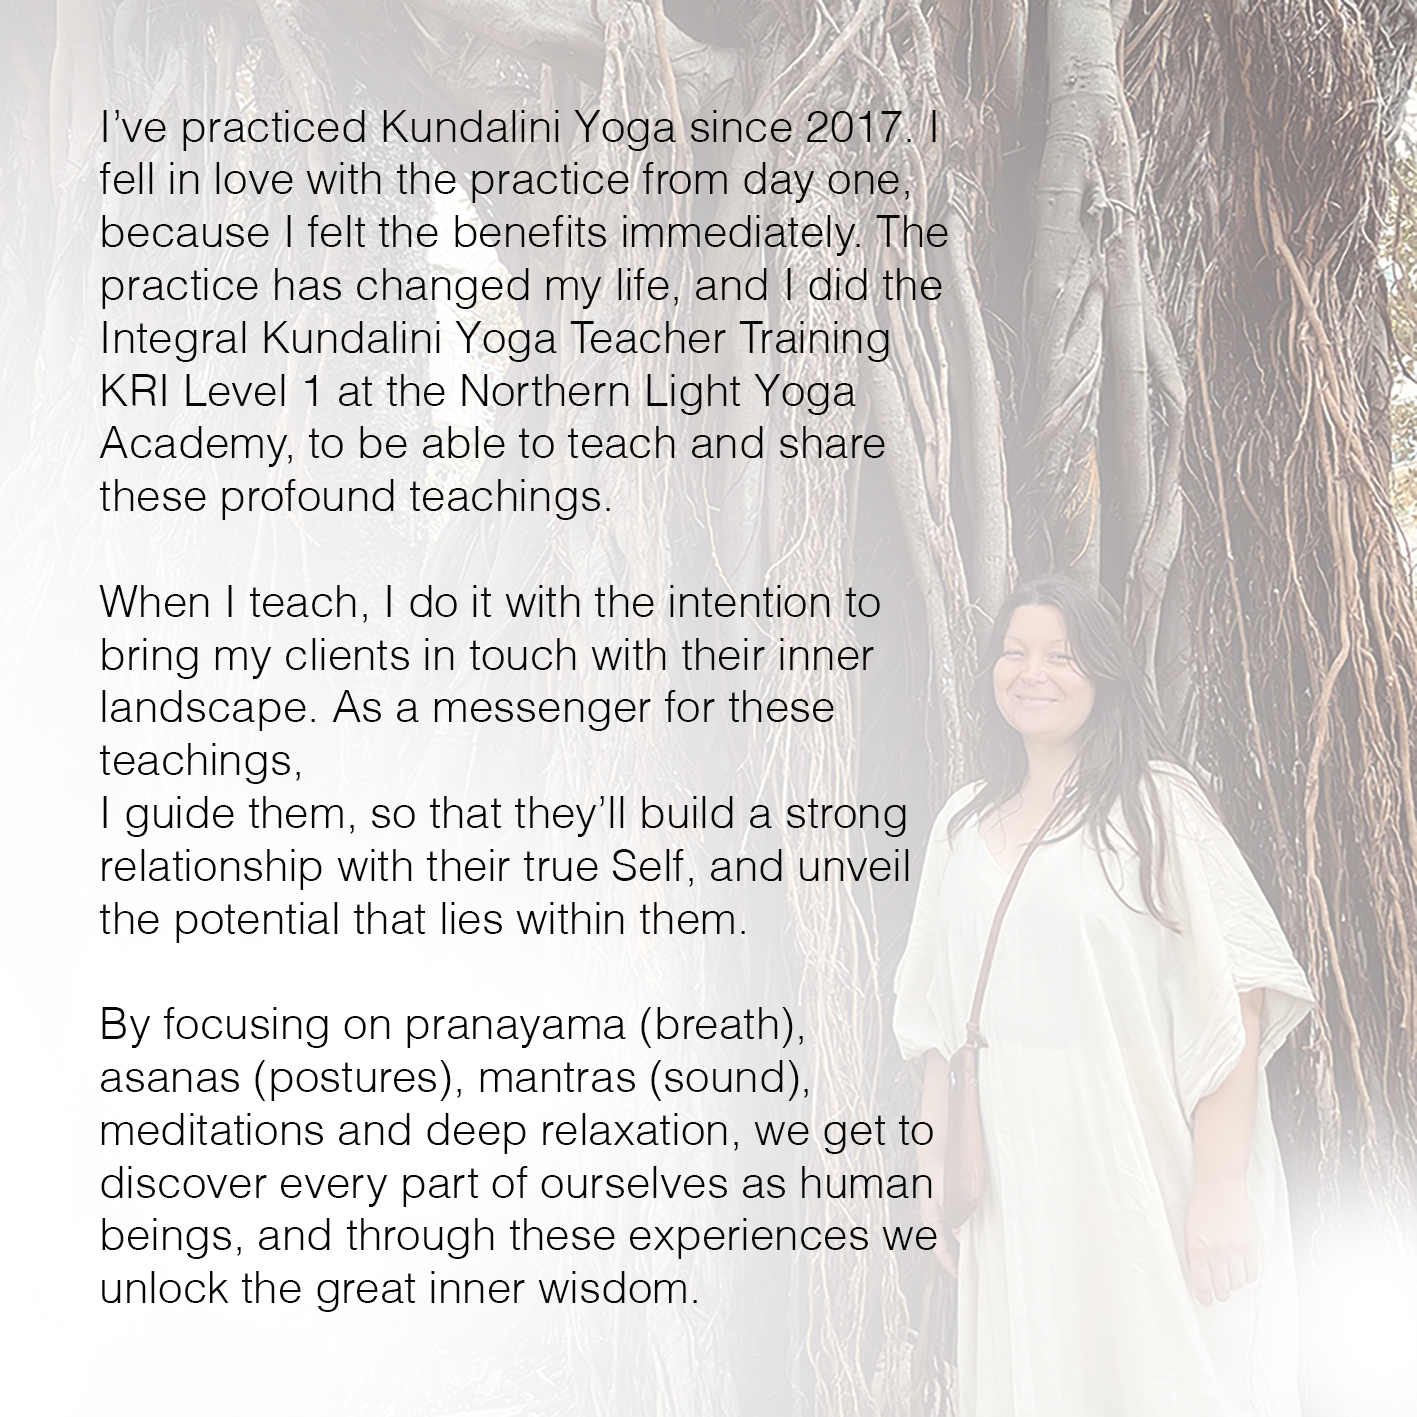 I’ve practiced Kundalini Yoga since 2017. I
fell in love with the practice from day one,
because I felt the benefits immediately. The
practice has changed my life, and I did the
Integral Kundalini Yoga Teacher Training
KRI Level 1 at the Northern Light Yoga
Academy, to be able to teach and share
these profound teachings.
When I teach, I do it with the intention to
bring my clients in touch with their inner
landscape. As a messenger for these
teachings,
I guide them, so that they’ll build a strong
relationship with their true Self, and unveil
the potential that lies within them.
By focusing on pranayama (breath),
asanas (postures), mantras (sound),
meditations and deep relaxation, we get to
discover every part of ourselves as human
beings, and through these experiences we
unlock the great inner wisdom.